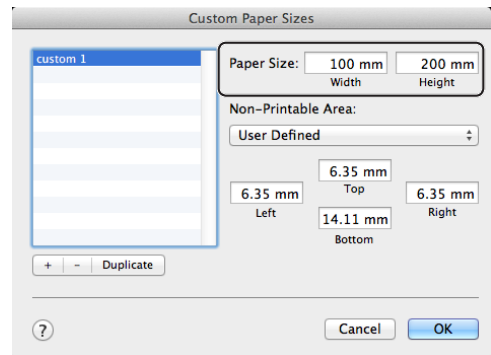 Custom Paper Sizes
custom 1
Paper Size: 100 mm 200 mm
Width Height
Non-Printable Area:
User Defined
6.35 mm
Top
6.35 mm 6.35 mm
Left Right
14.11 mm
Bottom
+ - Duplicate
? Cancel OK